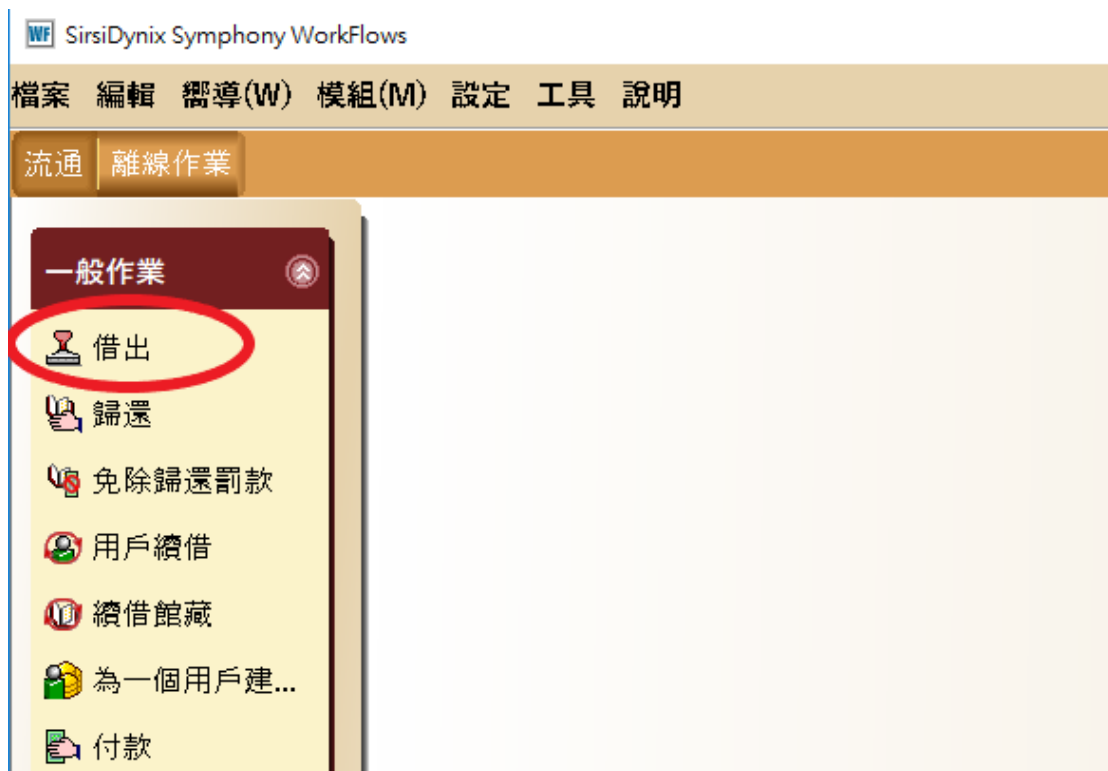 WF SirsiDynix Symphony WorkFlows
檔案 編輯 嚮導(W) 模組(M) 設定 工具 說明
流通 離線作業
一般作業
借出
歸還
免除歸還罰款
用戶續借
續借館藏
為一個用戶建...
付款